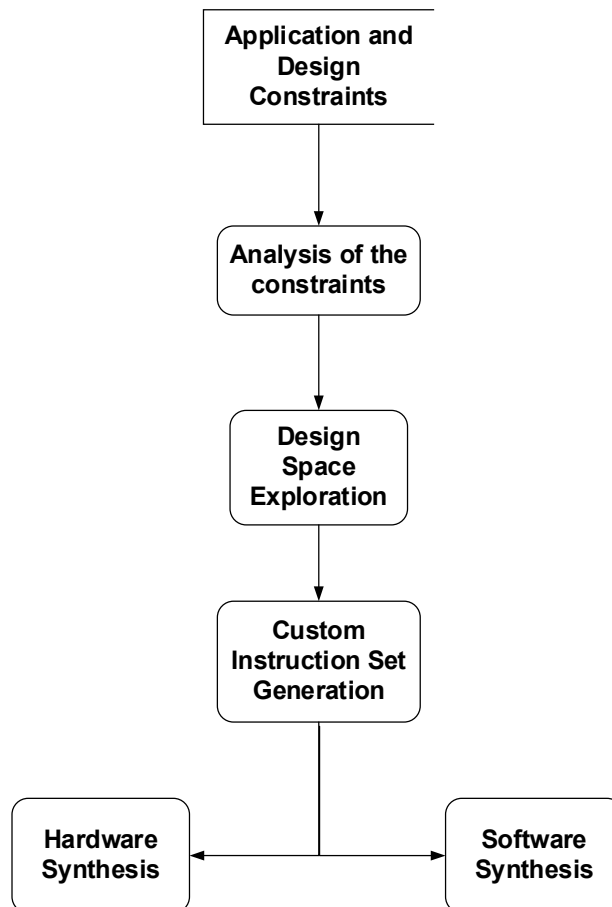 Application and
Design
Constraints
Analysis of the
constraints
Design
Space
Exploration
Custom
Instruction Set
Generation
Hardware
Synthesis
Software
Synthesis